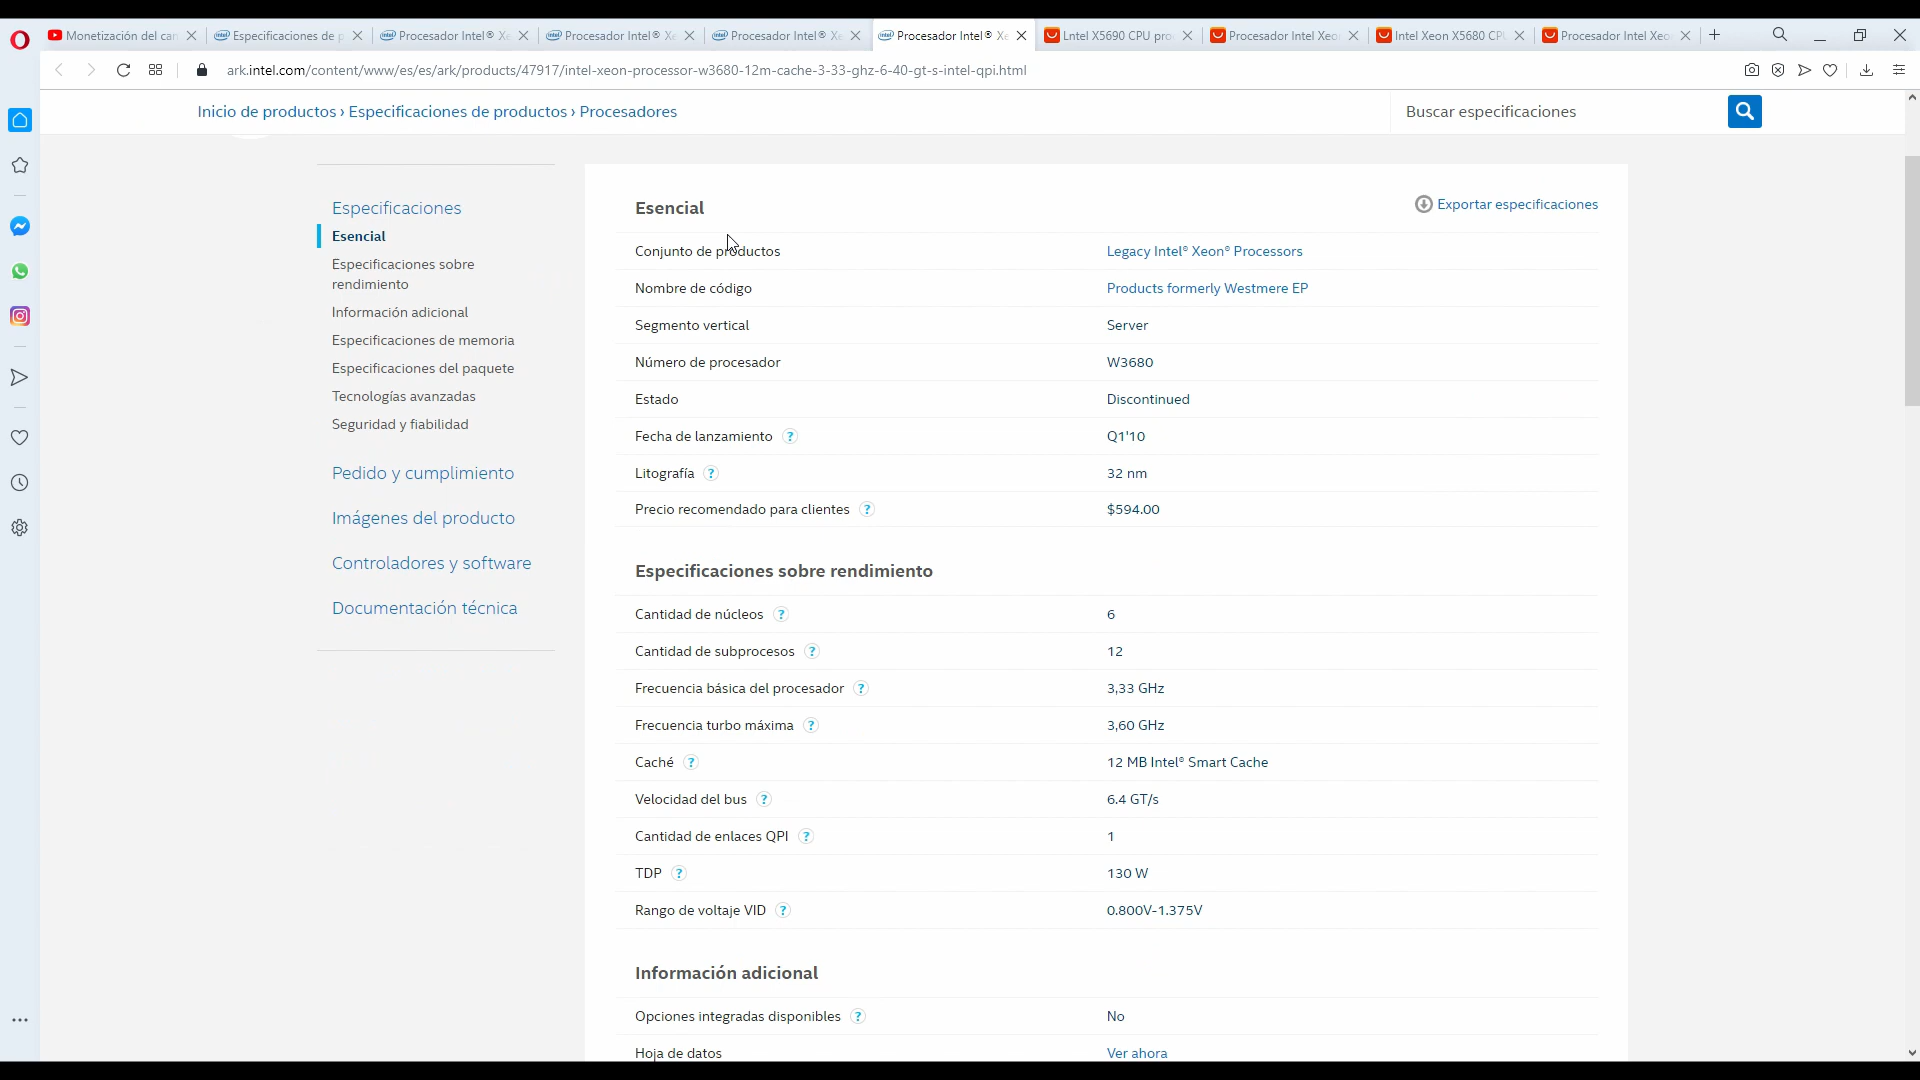 Monetización del can
Especificaciones de p
Procesador Intel® Xe
Procesador Intel® Xe
Procesador Intel® Xe
Procesador Intel® Xe
Lntel X5690 CPU pro
Procesador Intel Xeo
Intel Xeon X5680 CPU
Procesador Intel Xeo
ark.intel.com/content/www/es/es/ark/products/47917/intel-xeon-processor-w3680-12m-cache-3-33-ghz-6-40-gt-s-intel-qpi.html
Inicio de productos › Especificaciones de productos › Procesadores
Buscar especificaciones
Especificaciones
Esencial
Especificaciones sobre
rendimiento
Información adicional
Especificaciones de memoria
Especificaciones del paquete
Tecnologías avanzadas
Seguridad y fiabilidad
Pedido y cumplimiento
Imágenes del producto
Controladores y software
Documentación técnica
Esencial
Exportar especificaciones
Conjunto de productos Legacy Intel® Xeon® Processors
Nombre de código Products formerly Westmere EP
Segmento vertical Server
Número de procesador W3680
Estado Discontinued
Fecha de lanzamiento ? Q1'10
Litografía ? 32 nm
Precio recomendado para clientes ? $594.00
Especificaciones sobre rendimiento
Cantidad de núcleos ? 6
Cantidad de subprocesos ? 12
Frecuencia básica del procesador ? 3,33 GHz
Frecuencia turbo máxima ? 3,60 GHz
Caché ? 12 MB Intel® Smart Cache
Velocidad del bus ? 6.4 GT/s
Cantidad de enlaces QPI ? 1
TDP ? 130 W
Rango de voltaje VID ? 0.800V-1.375V
Información adicional
Opciones integradas disponibles ? No
Hoja de datos Ver ahora